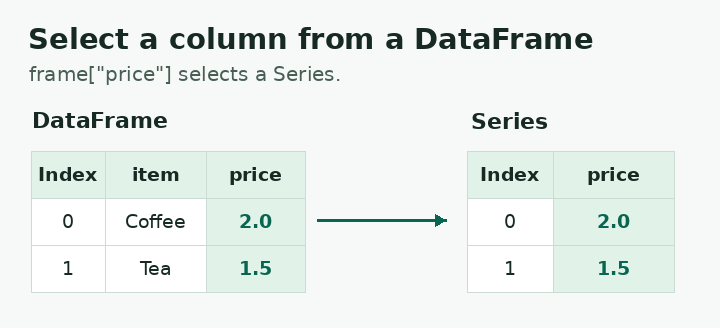 Select a column from a DataFrame
frame["price"] selects a Series.
DataFrame
Index item price
0 Coffee 2.0
1 Tea 1.5
Series
Index price
0 2.0
1 1.5